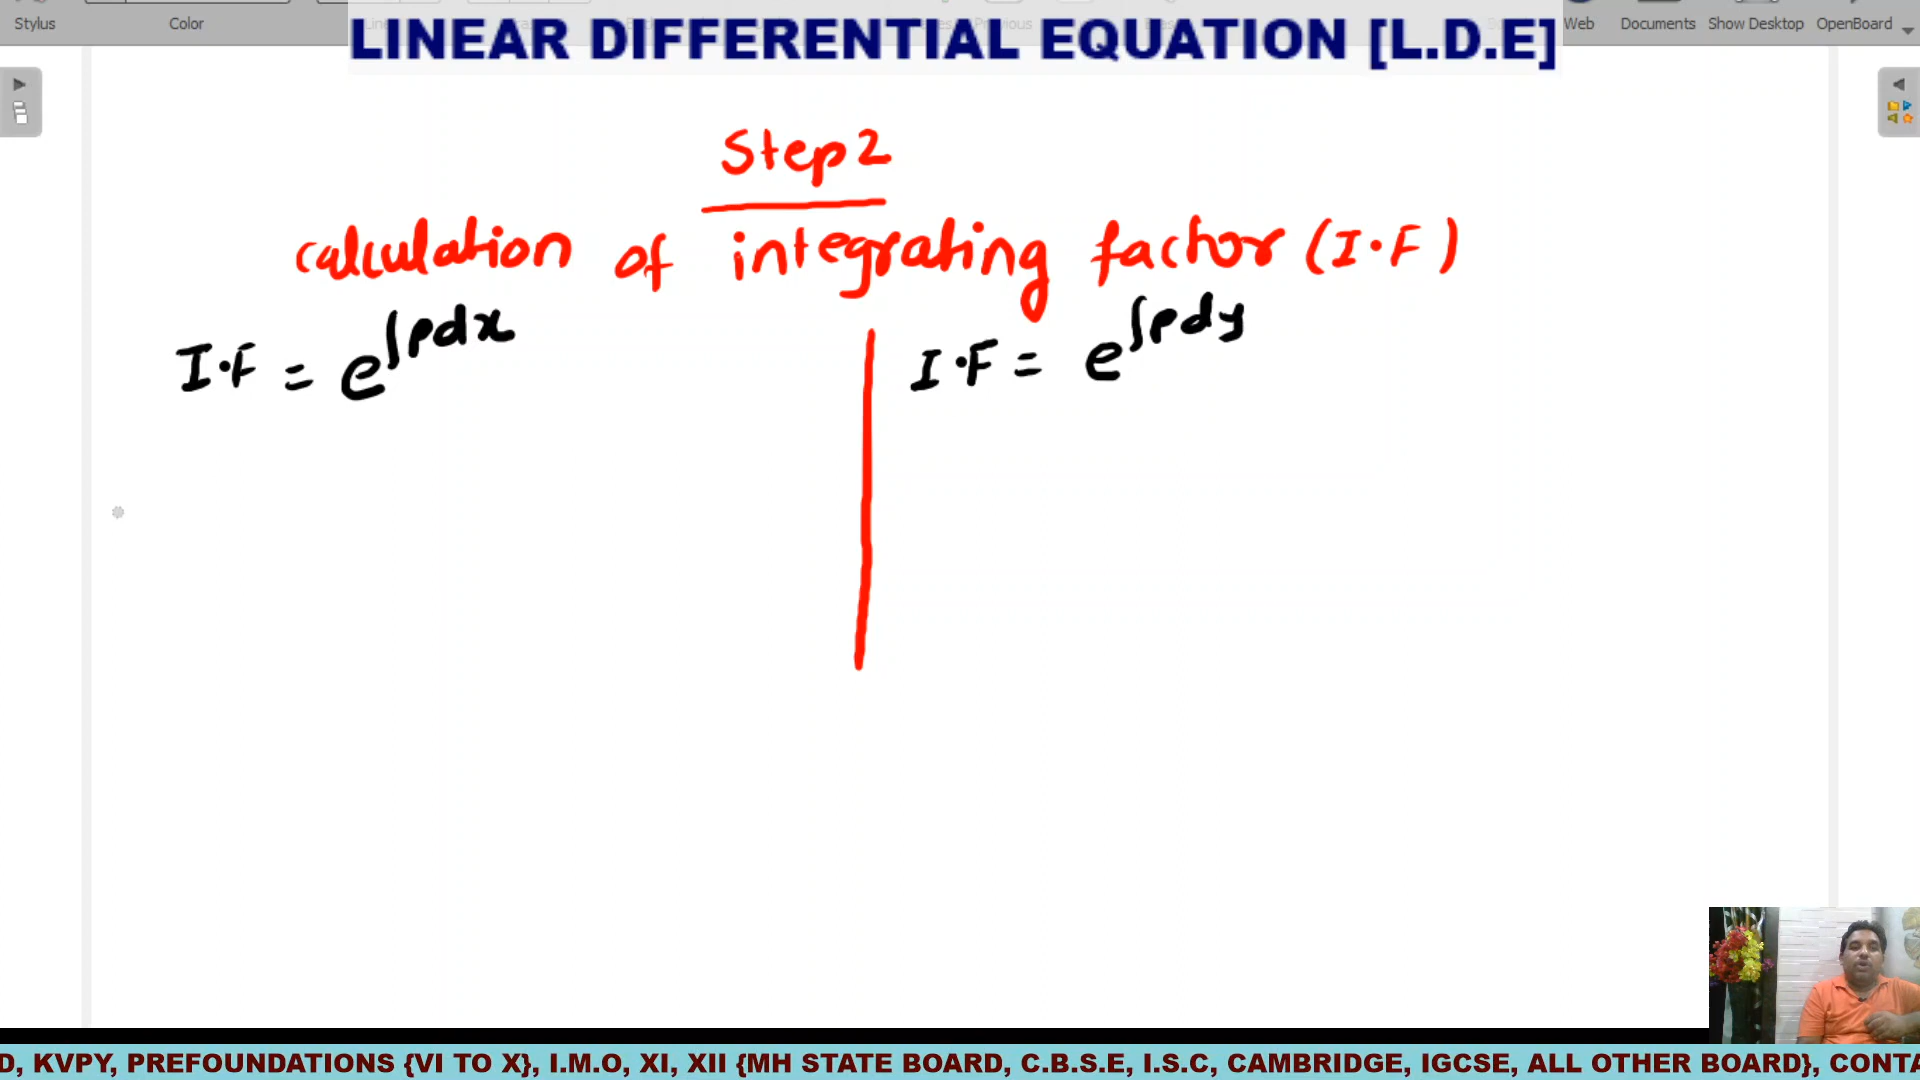 Stylus Color Web Documents Show Desktop OpenBoard
LINEAR DIFFERENTIAL EQUATION [L.D.E]
Step 2
calculation of integrating factor (I.F)
I.F = e^∫pdx
I.F = e^∫pdy
D, KVPY, PREFOUNDATIONS {VI TO X}, I.M.O, XI, XII {MH STATE BOARD, C.B.S.E, I.S.C, CAMBRIDGE, IGCSE, ALL OTHER BOARD}, CONTA